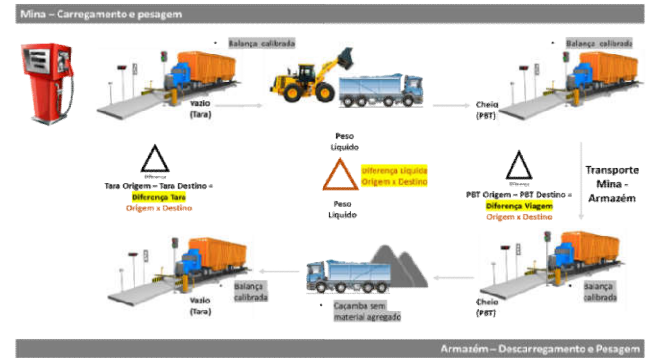 Mina – Carregamento e pesagem
• Balança calibrada
• Balança calibrada
Vazio
(Tara)
Cheio
(PBT)
Peso
Líquido
Diferença
Tara Origem – Tara Destino =
Diferença Tara
Origem x Destino
Diferença Líquida
Origem x Destino
Peso
Líquido
Diferença
PBT Origem – PBT Destino =
Diferença Viagem
Origem x Destino
Transporte
Mina -
Armazém
Vazio
(Tara)
• Balança
calibrada
• Caçamba sem
material agregado
Cheio
(PBT)
• Balança
calibrada
Armazém – Descarregamento e Pesagem